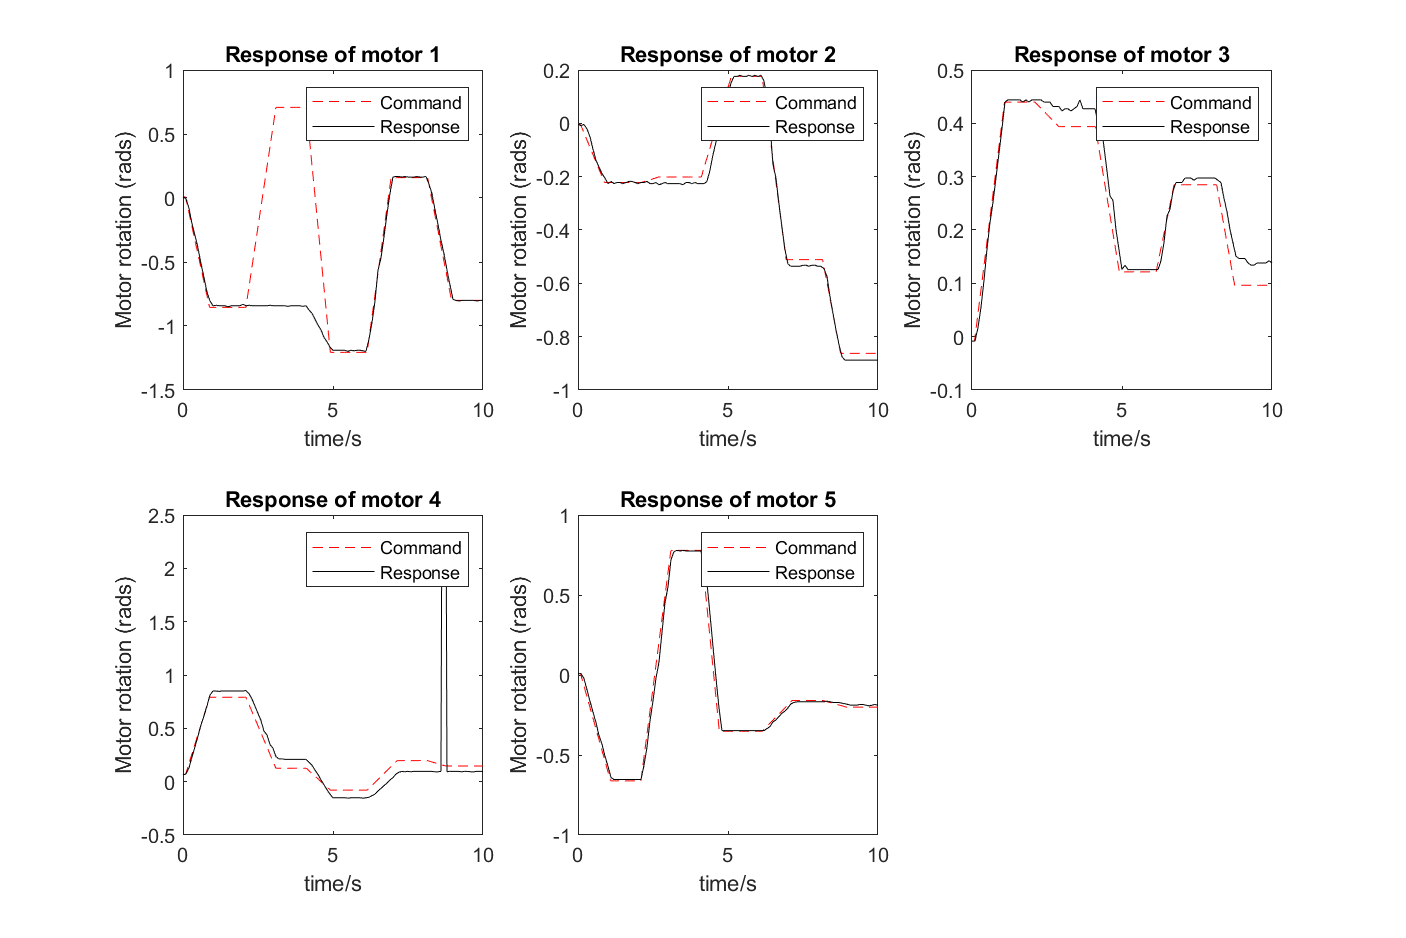 Response of motor 1
1
0.5
0
-0.5
-1
-1.5
Motor rotation (rads)
0
5
10
time/s
Command
Response
Response of motor 2
0.2
0
-0.2
-0.4
-0.6
-0.8
-1
Motor rotation (rads)
0
5
10
time/s
Command
Response
Response of motor 3
0.5
0.4
0.3
0.2
0.1
0
-0.1
Motor rotation (rads)
0
5
10
time/s
Command
Response
Response of motor 4
2.5
2
1.5
1
0.5
0
-0.5
Motor rotation (rads)
0
5
10
time/s
Command
Response
Response of motor 5
1
0.5
0
-0.5
-1
Motor rotation (rads)
0
5
10
time/s
Command
Response